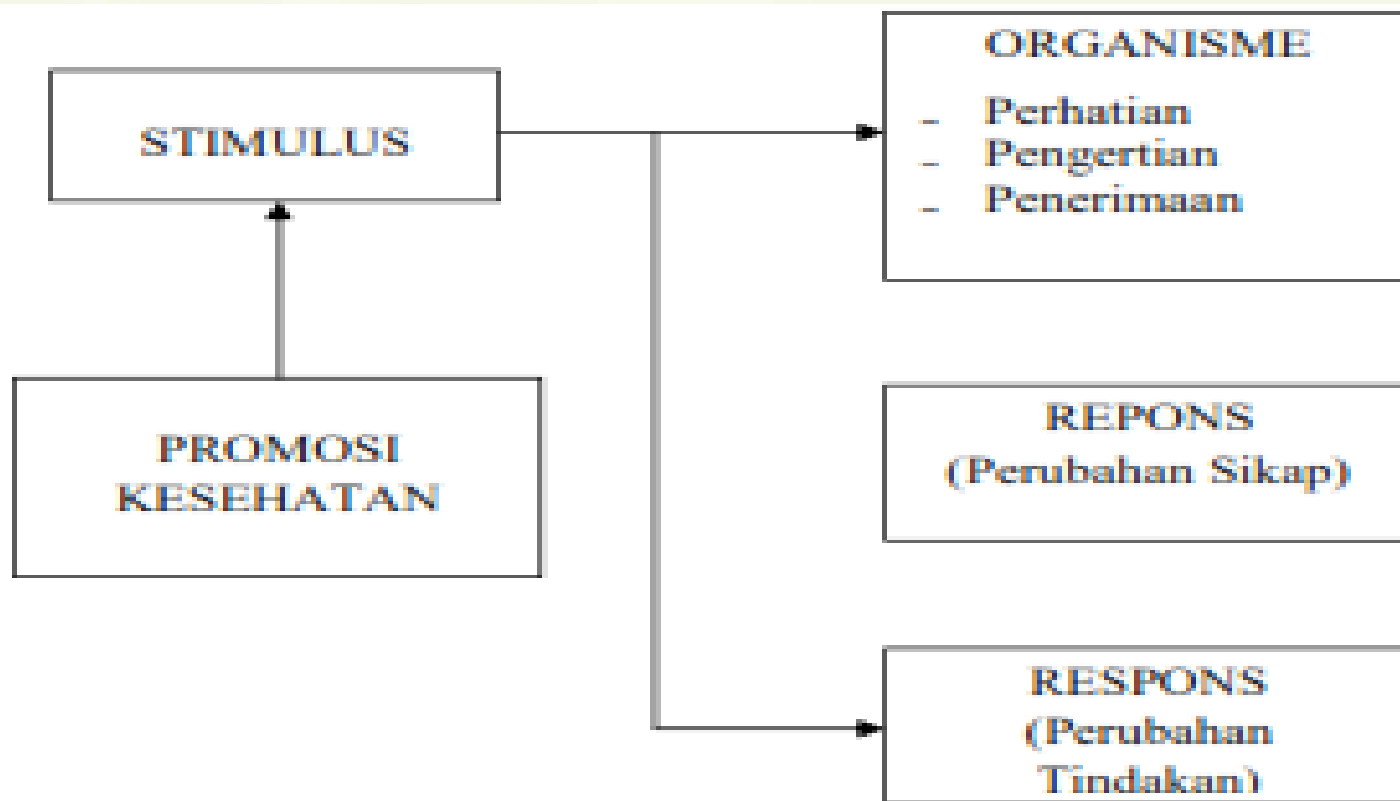 STIMULUS
PROMOSI
KESEHATAN
ORGANISME
- Perhatian
- Pengertian
- Penerimaan
REPONS
(Perubahan Sikap)
RESPONS
(Perubahan
Tindakan)